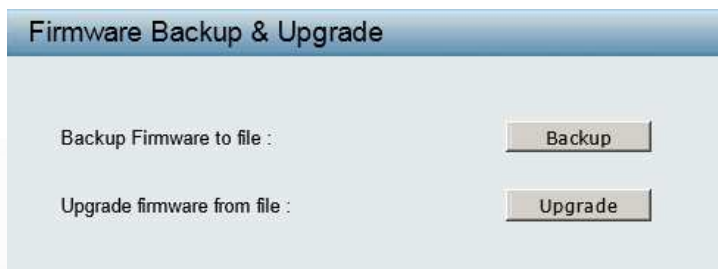 Firmware Backup & Upgrade
Backup Firmware to file :
Backup
Upgrade firmware from file :
Upgrade